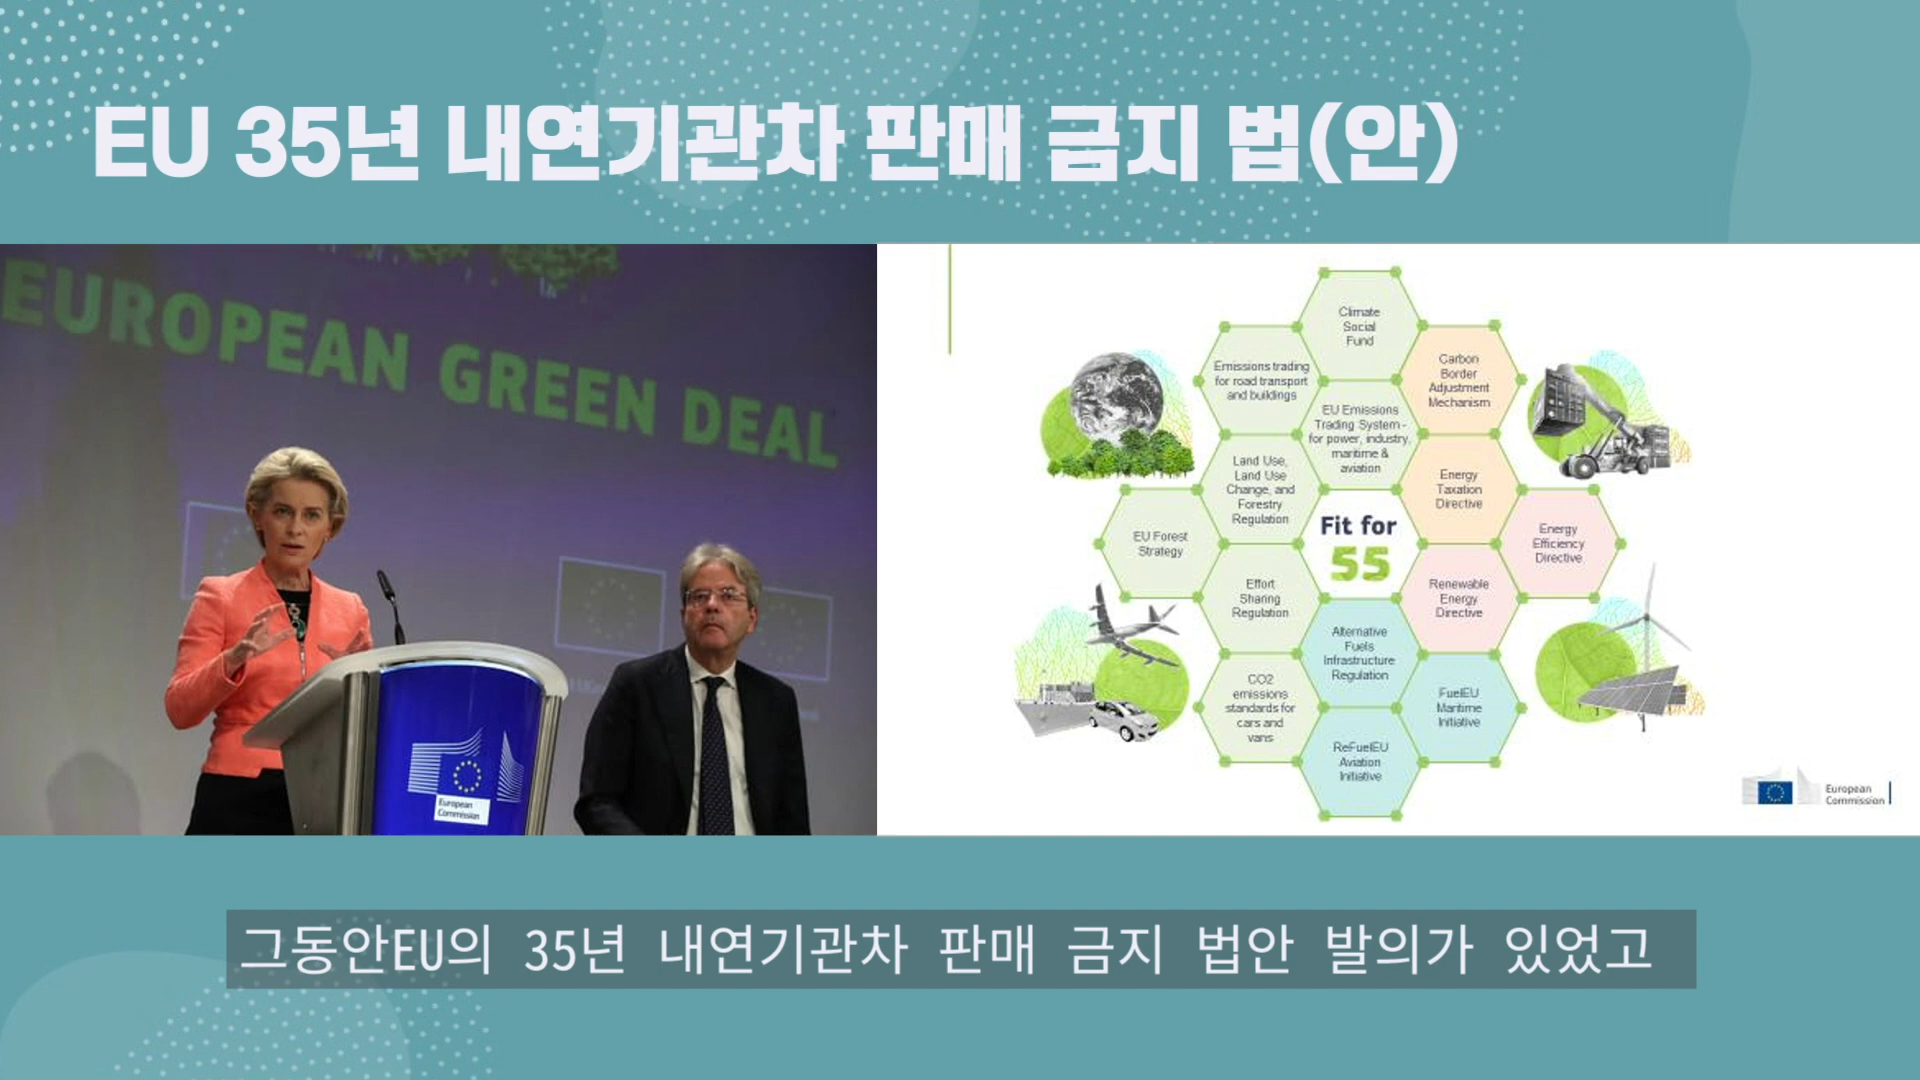 EU 35년 내연기관차 판매 금지 법(안)
EUROPEAN GREEN DEAL
European
Commission
Climate
Social
Fund
Emissions trading
for road transport
and buildings
Carbon
Border
Adjustment
Mechanism
EU Emissions
Trading System -
for power, industry,
maritime &
aviation
Land Use,
Land Use
Change, and
Forestry
Regulation
Energy
Taxation
Directive
Fit for
55
EU Forest
Strategy
Energy
Efficiency
Directive
Effort
Sharing
Regulation
Renewable
Energy
Directive
Alternative
Fuels
Infrastructure
Regulation
CO2
emissions
standards for
cars and
vans
FuelEU
Maritime
Initiative
ReFuelEU
Aviation
Initiative
European
Commission
그동안EU의 35년 내연기관차 판매 금지 법안 발의가 있었고